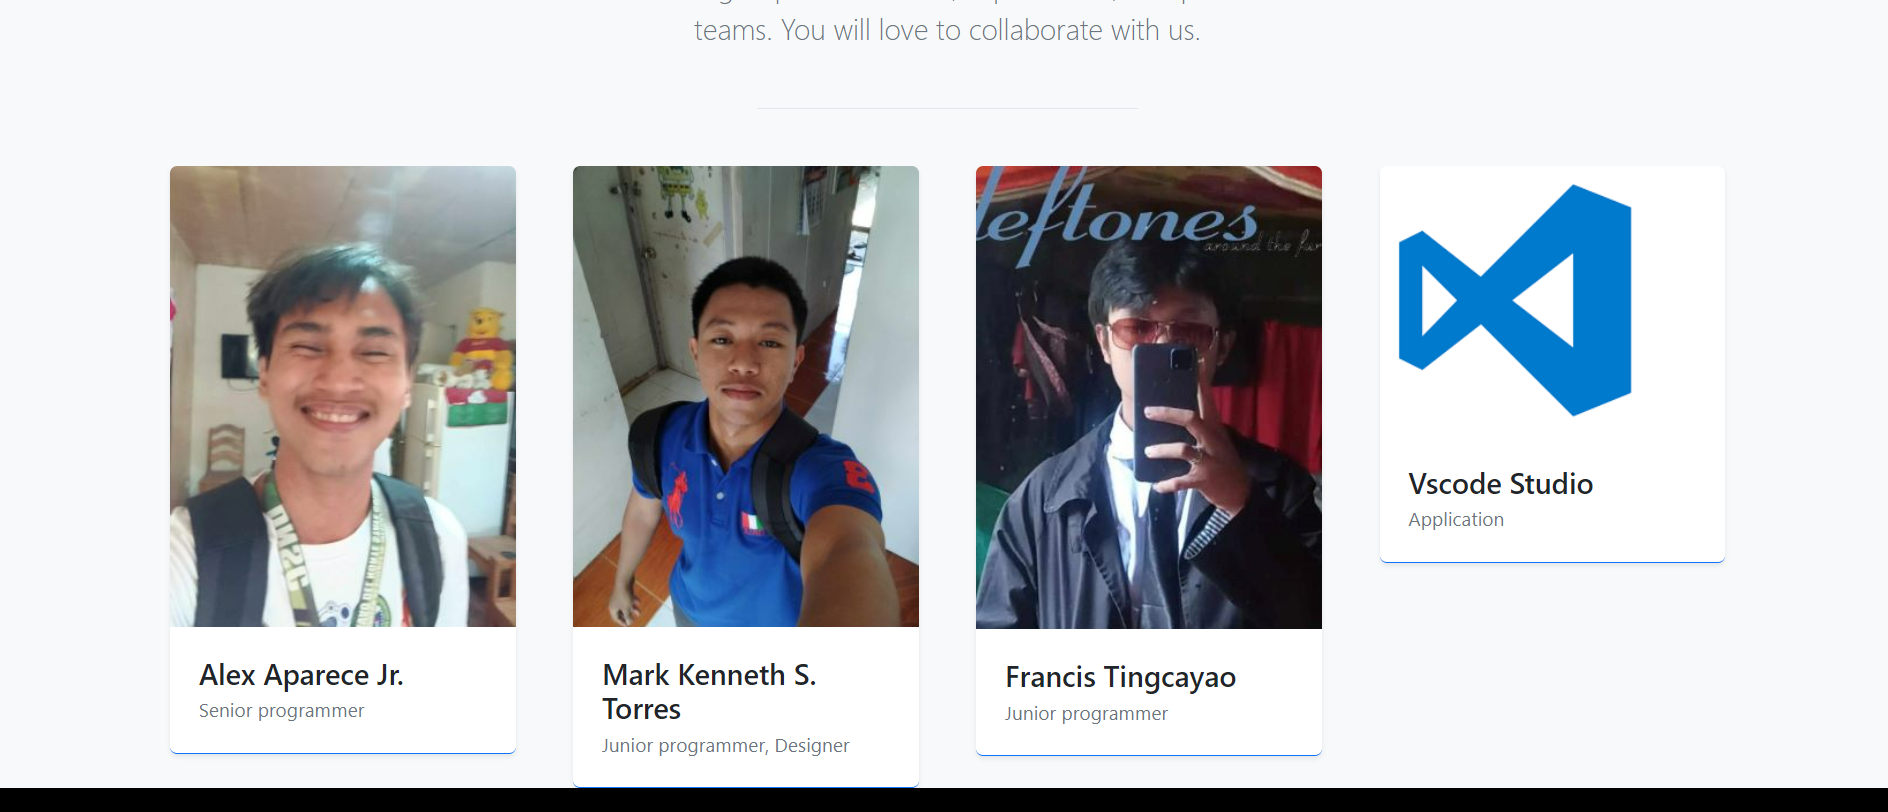 teams. You will love to collaborate with us.
deftones
around the fur
Alex Aparece Jr.
Senior programmer
Mark Kenneth S.
Torres
Junior programmer, Designer
Francis Tingcayao
Junior programmer
Vscode Studio
Application